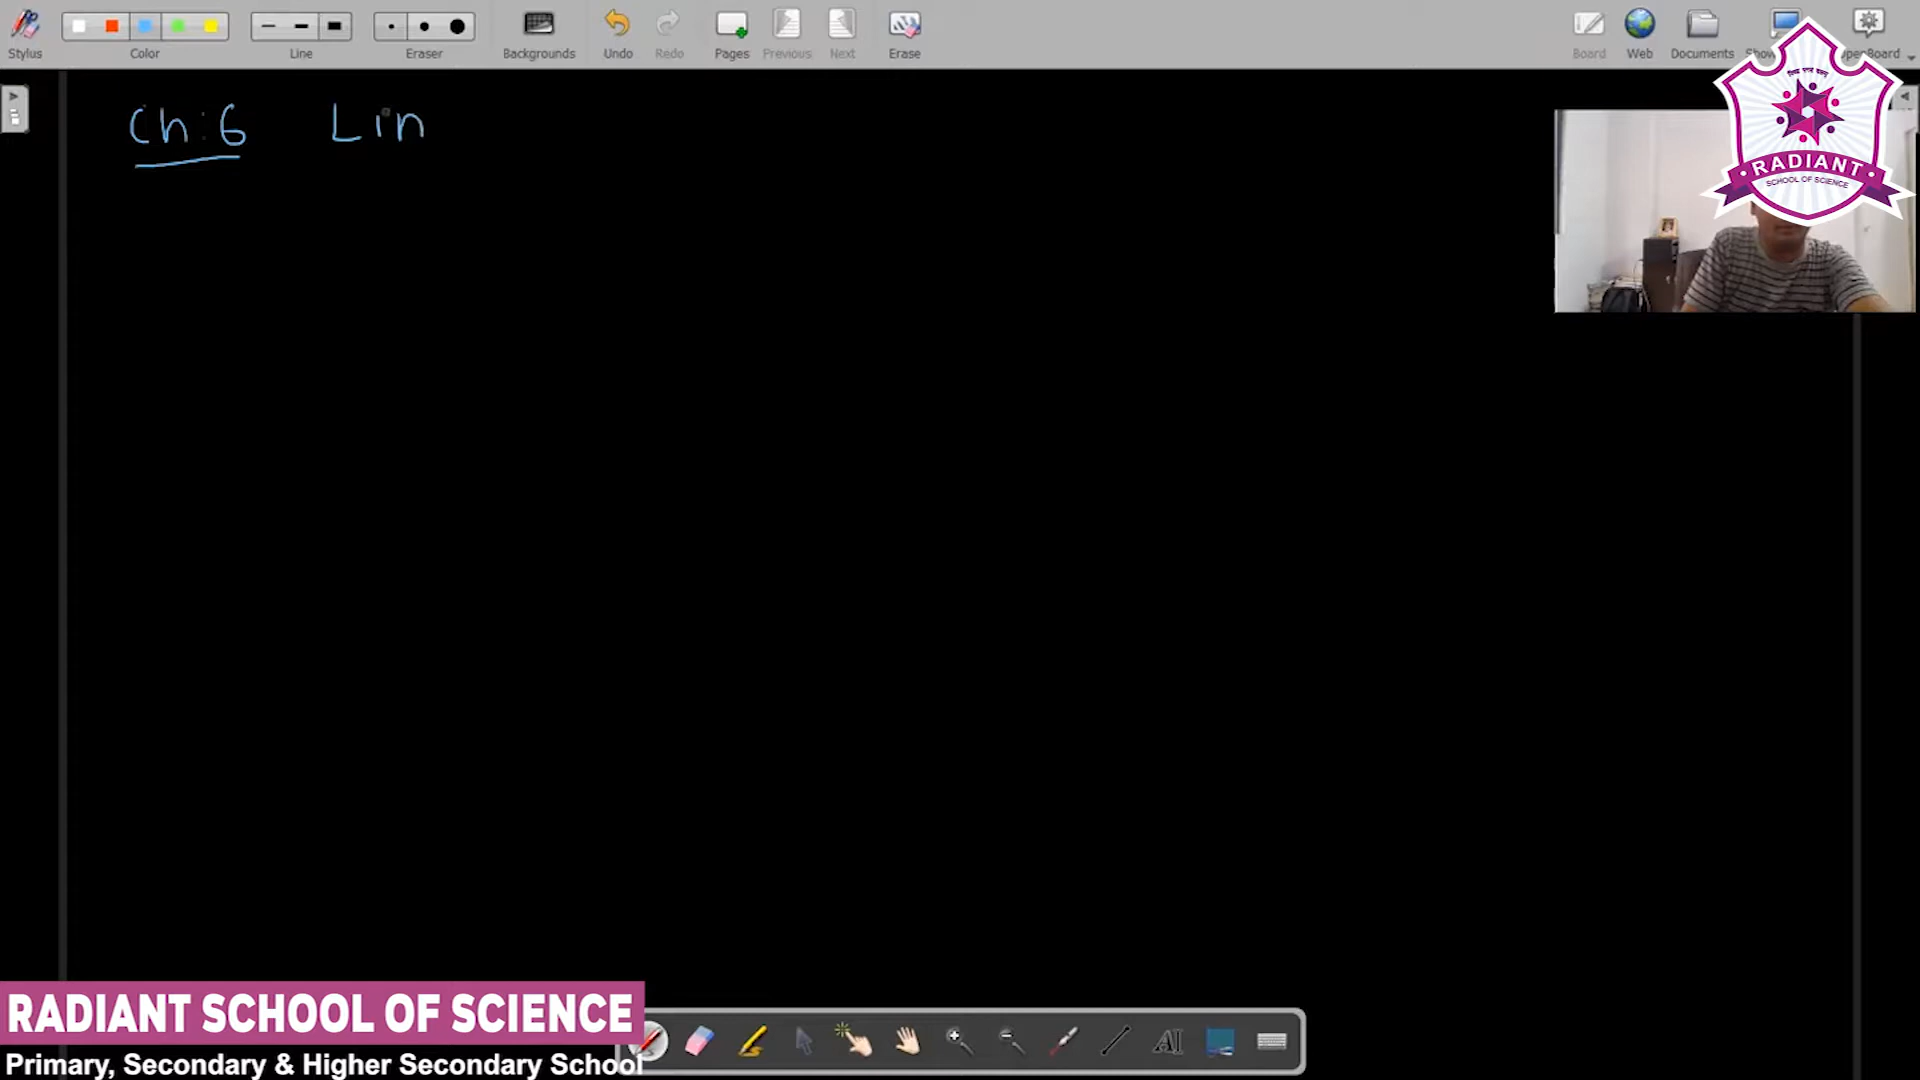 Stylus Color Line Eraser Backgrounds Undo Redo Pages Previous Next Erase Board Web Documents Board
Ch:6 Lin
RADIANT
SCHOOL OF SCIENCE
RADIANT SCHOOL OF SCIENCE
Primary, Secondary & Higher Secondary School